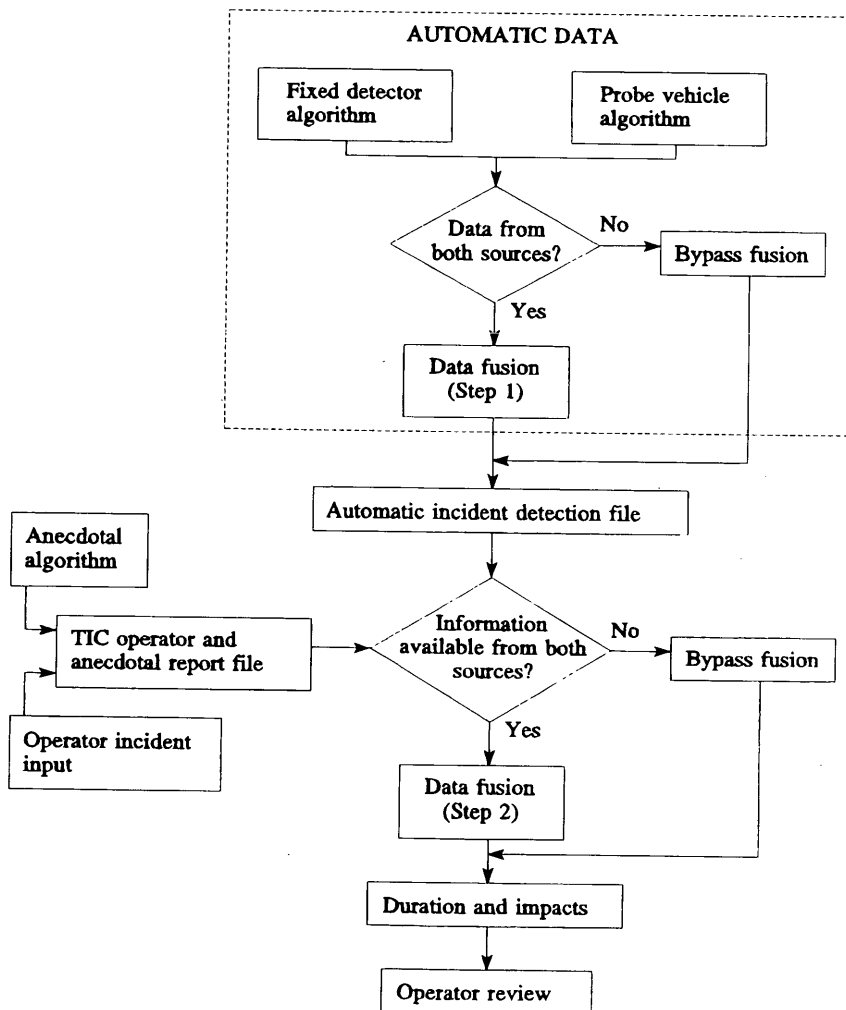 AUTOMATIC DATA
Fixed detector
algorithm
Probe vehicle
algorithm
Data from
both sources?
No
Bypass fusion
Yes
Data fusion
(Step 1)
Automatic incident detection file
Anecdotal
algorithm
TIC operator and
anecdotal report file
Information
available from both
sources?
No
Bypass fusion
Operator incident
input
Yes
Data fusion
(Step 2)
Duration and impacts
Operator review